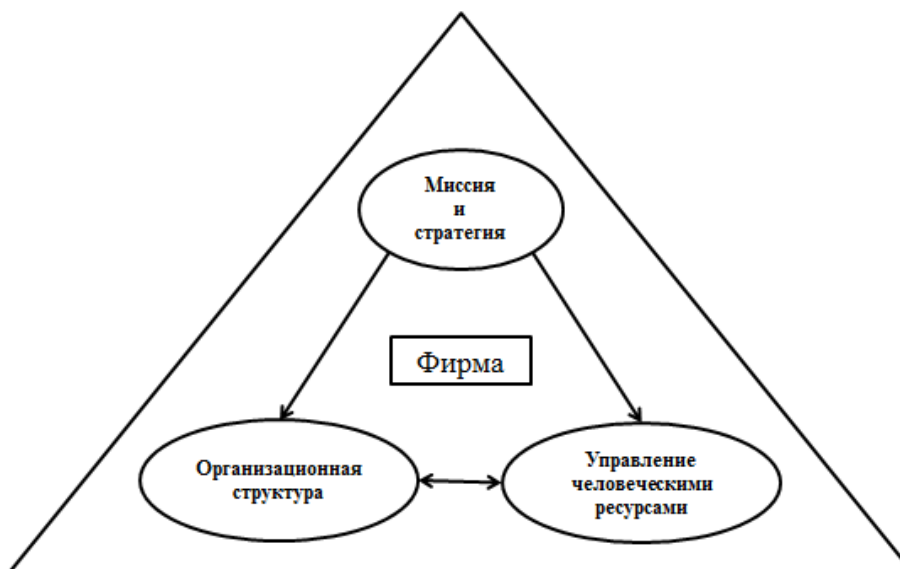 Миссия
и
стратегия
Фирма
Организационная
структура
Управление
человеческими
ресурсами